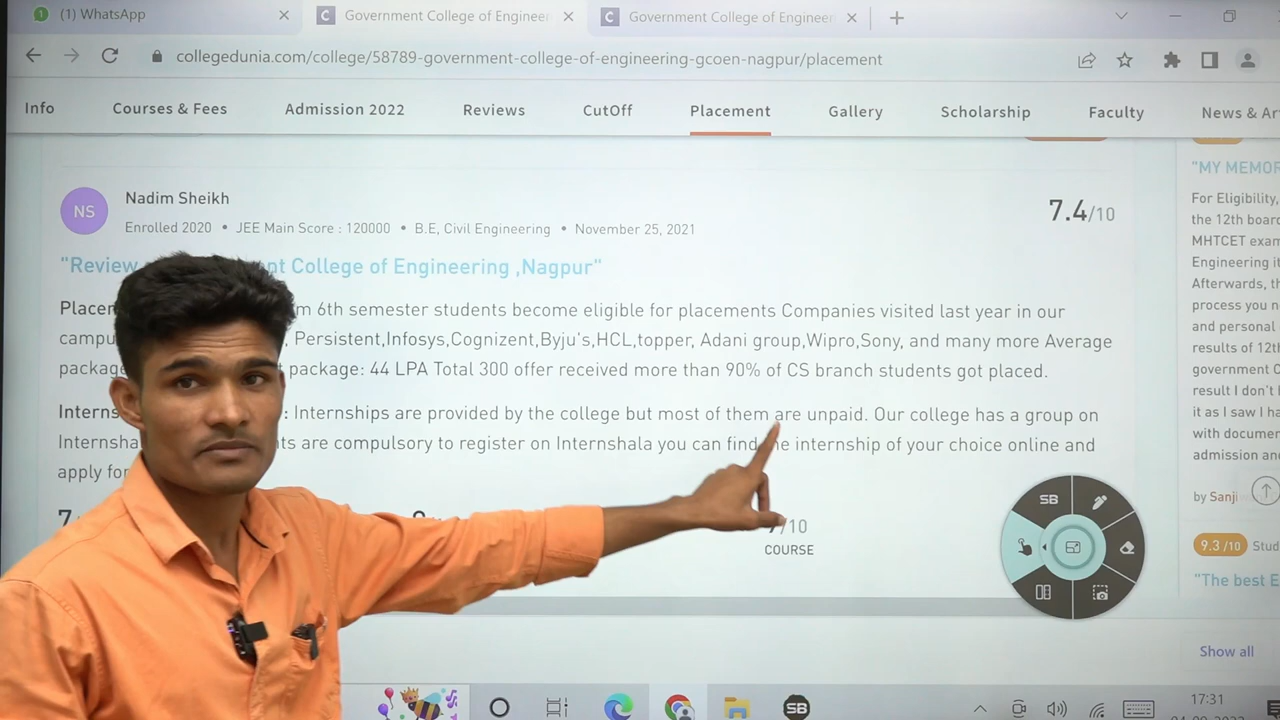 (1) WhatsApp
Government College of Engineer
Government College of Engineer
collegedunia.com/college/58789-government-college-of-engineering-gcoen-nagpur/placement
Info Courses & Fees Admission 2022 Reviews CutOff Placement Gallery Scholarship Faculty News & Ar
NS
Nadim Sheikh
7.4/10
Enrolled 2020 • JEE Main Score : 120000 • B.E, Civil Engineering • November 25, 2021
"Review nt College of Engineering ,Nagpur"
Placem m 6th semester students become eligible for placements Companies visited last year in our
campu Persistent,Infosys,Cognizent,Byju's,HCL,topper, Adani group,Wipro,Sony, and many more Average
package package: 44 LPA Total 300 offer received more than 90% of CS branch students got placed.
Interns : Internships are provided by the college but most of them are unpaid. Our college has a group on
Internsha ts are compulsory to register on Internshala you can find the internship of your choice online and
apply for
/10
COURSE
"MY MEMOR
For Eligibility,
the 12th board
MHTCET exam
Engineering it
Afterwards, th
process you n
and personal
results of 12th
government C
result I don't
it as I saw I ha
with documen
admission and
by Sanji
9.3 /10 Stud
"The best E
Show all
SB
SB
17:31